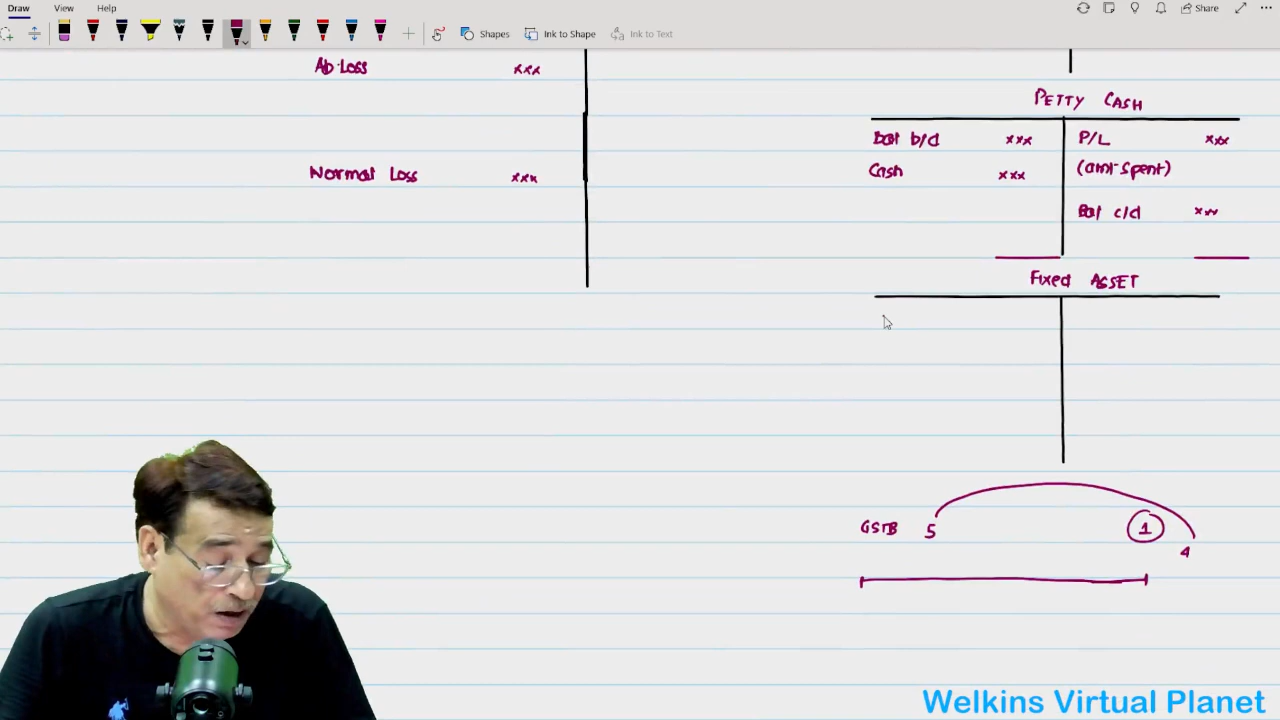 Draw View Help Share
Shapes Ink to Shape Ink to Text
Ab Loss xxx
Normal Loss xxx
PETTY CASH
Bal b/d xxx P/L xxx
Cash xxx (amt spent)
Bal c/d xxx
Fixed ASSET
GSTB 5 1
4
Welkins Virtual Planet